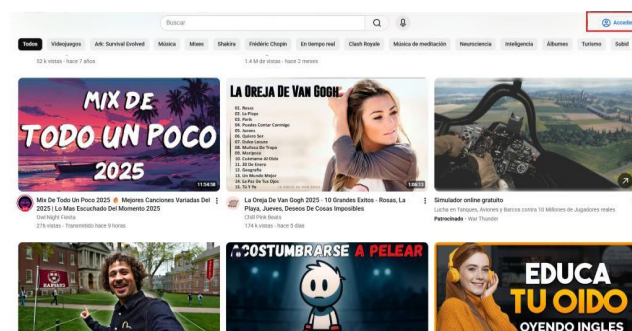 Buscar
Acceder
Todos Videojuegos Ark: Survival Evolved Música Mixes Shakira Frédéric Chopin En tiempo real Clash Royale Música de meditación Neurociencia Inteligencia Álbumes Turismo Subid
52 k vistas · hace 7 años
1.4 M de vistas · hace 2 meses
MIX DE
TODO UN POCO
2025
11:54:58
LA OREJA DE VAN GOGH
01. Rosas
02. La Playa
03. París
04. Puedes Contar Conmigo
05. Jueves
06. Quiero Ser
07. Dulce Locura
08. Muñeca De Trapo
09. Mariposa
10. Cuéntame Al Oído
11. 20 De Enero
12. Geografía
13. Un Mundo Mejor
14. La Paz De Tus Ojos
15. Tú Y Yo
1:06:13
Mix De Todo Un Poco 2025 🔥 Mejores Canciones Variadas Del
2025 | Lo Mas Escuchado Del Momento 2025
Owl Night Fiesta
276 vistas · Transmitido hace 9 horas
La Oreja De Van Gogh 2025 - 10 Grandes Exitos - Rosas, La
Playa, Jueves, Deseos De Cosas Imposibles
Chill Pink Beats
174 k vistas · hace 5 días
Simulador online gratuito
Lucha en Tanques, Aviones y Barcos contra 10 Millones de Jugadores reales.
Patrocinado · War Thunder
HARVARD
ACOSTUMBRARSE A PELEAR
EDUCA
TU OIDO
OYENDO INGLES